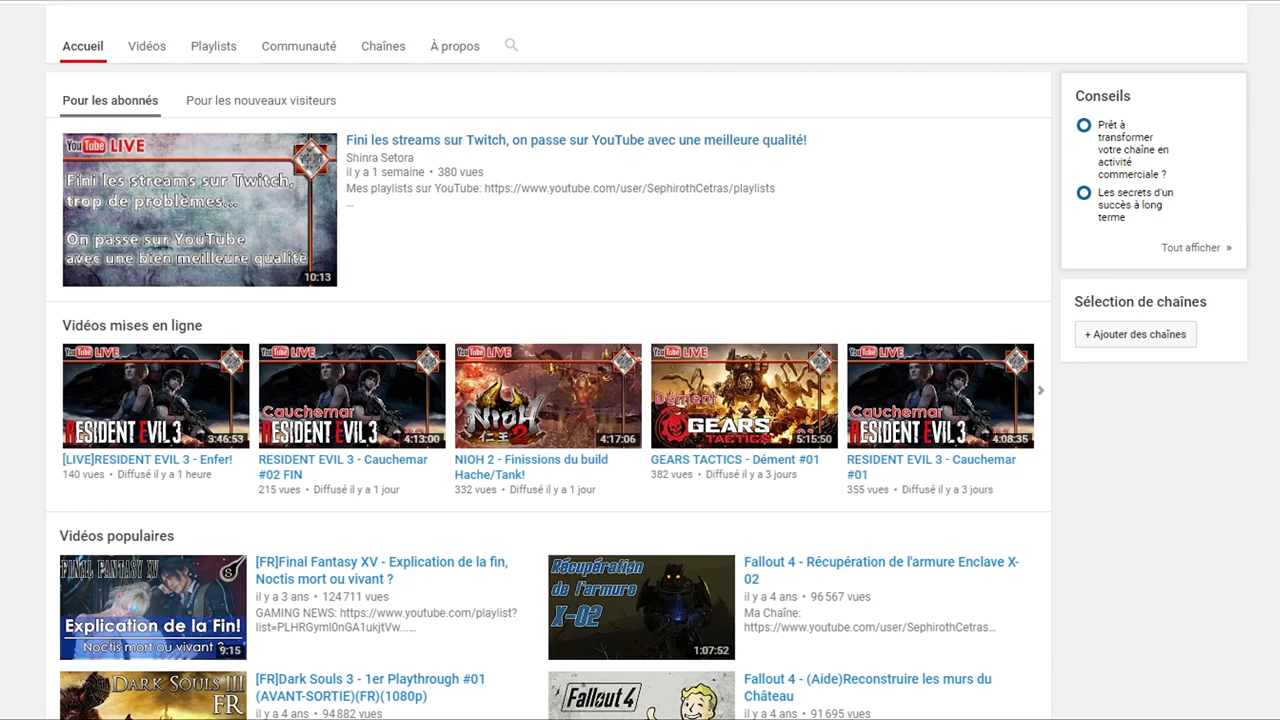 Accueil Vidéos Playlists Communauté Chaînes À propos
Pour les abonnés Pour les nouveaux visiteurs
YouTube LIVE
Fini les streams sur Twitch,
trop de problèmes...
On passe sur YouTube
avec une bien meilleure qualité
10:13
Fini les streams sur Twitch, on passe sur YouTube avec une meilleure qualité!
Shinra Setora
il y a 1 semaine • 380 vues
Mes playlists sur YouTube: https://www.youtube.com/user/SephirothCetras/playlists
...
Conseils
Prêt à
transformer
votre chaîne en
activité
commerciale ?
Les secrets d'un
succès à long
terme
Tout afficher »
Sélection de chaînes
+ Ajouter des chaînes
Vidéos mises en ligne
YouTube LIVE
RESIDENT EVIL 3
3:46:53
[LIVE]RESIDENT EVIL 3 - Enfer!
140 vues • Diffusé il y a 1 heure
YouTube LIVE
Cauchemar
RESIDENT EVIL 3
4:13:00
RESIDENT EVIL 3 - Cauchemar
#02 FIN
215 vues • Diffusé il y a 1 jour
YouTube LIVE
NIOH 2
仁王
4:17:06
NIOH 2 - Finissions du build
Hache/Tank!
332 vues • Diffusé il y a 1 jour
YouTube LIVE
Dément
GEARS
TACTICS
5:15:50
GEARS TACTICS - Dément #01
382 vues • Diffusé il y a 3 jours
YouTube LIVE
Cauchemar
RESIDENT EVIL 3
4:08:35
RESIDENT EVIL 3 - Cauchemar
#01
355 vues • Diffusé il y a 3 jours
Vidéos populaires
FINAL FANTASY XV
Explication de la Fin!
Noctis mort ou vivant ?
9:15
[FR]Final Fantasy XV - Explication de la fin,
Noctis mort ou vivant ?
il y a 3 ans • 124 711 vues
GAMING NEWS: https://www.youtube.com/playlist?
list=PLHRGymI0nGA1ukjtVw......
Récupération
de l'armure
X-02
1:07:52
Fallout 4 - Récupération de l'armure Enclave X-
02
il y a 4 ans • 96 567 vues
Ma Chaîne:
https://www.youtube.com/user/SephirothCetras...
DARK SOULS III
FR
[FR]Dark Souls 3 - 1er Playthrough #01
(AVANT-SORTIE)(FR)(1080p)
il y a 4 ans • 94 882 vues
Fallout 4
Fallout 4 - (Aide)Reconstruire les murs du
Château
il y a 4 ans • 91 695 vues